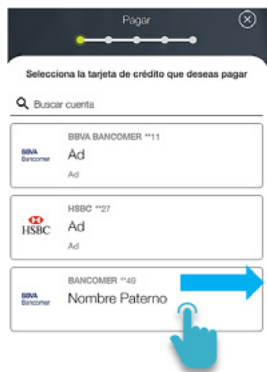 Pagar
Selecciona la tarjeta de crédito que deseas pagar
Buscar cuenta
BBVA BANCOMER **11
BBVA
Bancomer
Ad
Ad
HSBC **27
HSBC
Ad
Ad
BANCOMER **49
BBVA
Bancomer
Nombre Paterno